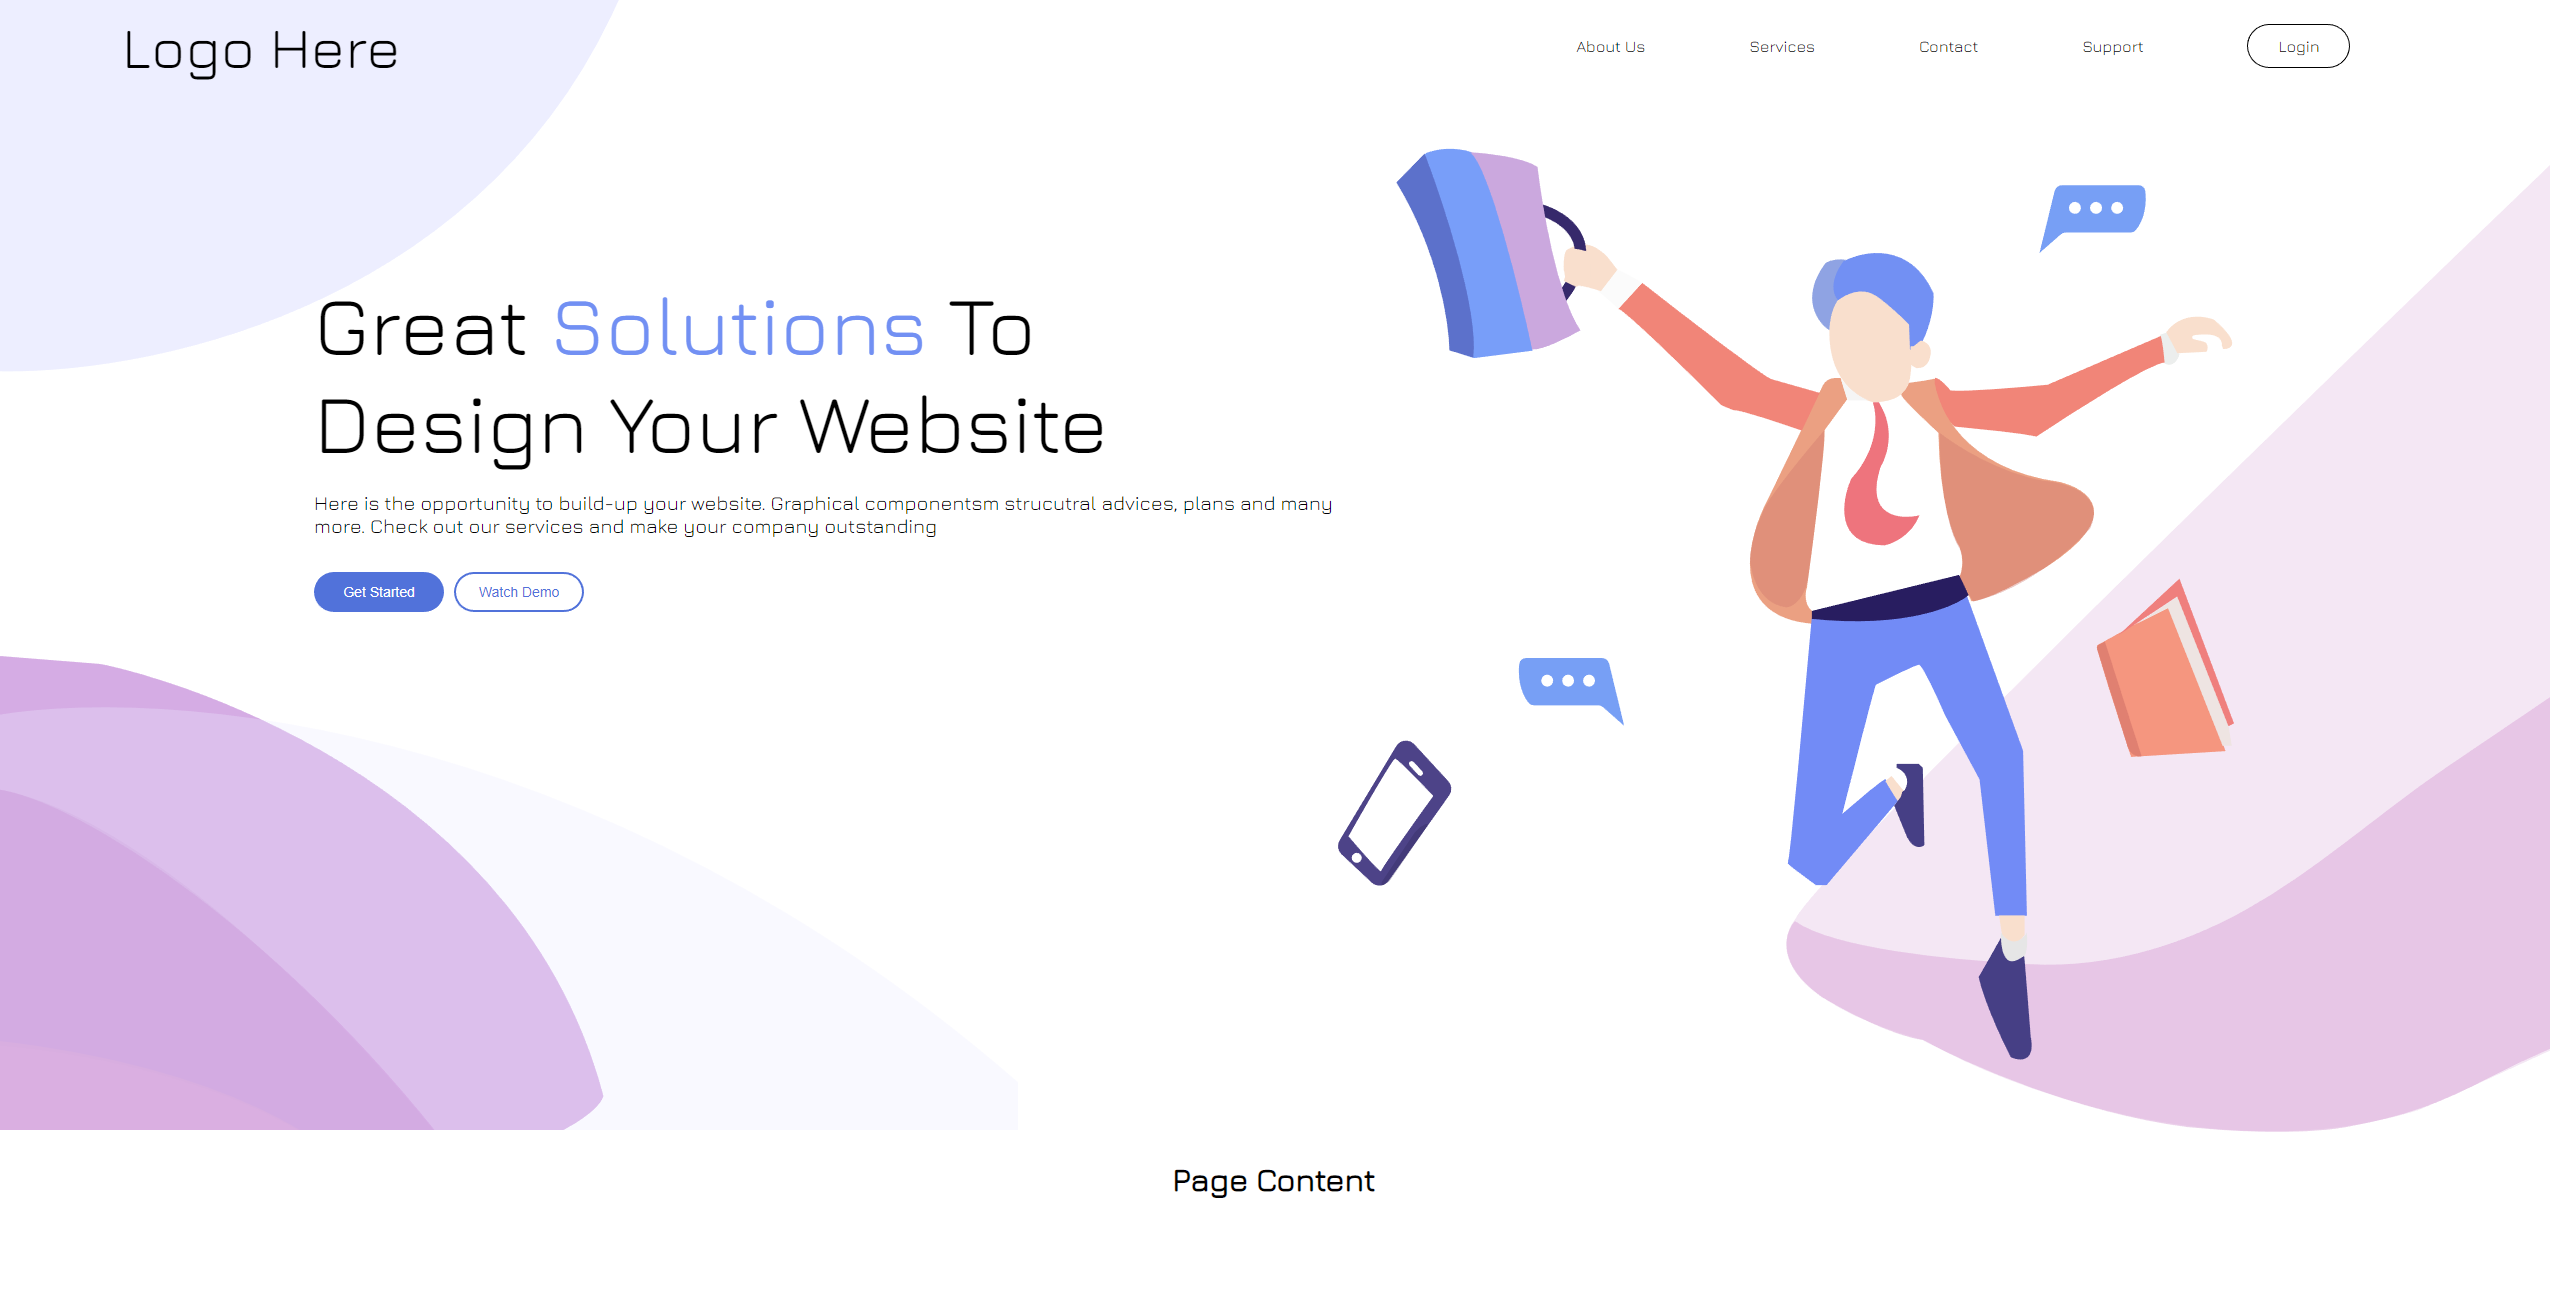 Logo Here
About Us
Services
Contact
Support
Login
Great Solutions To
Design Your Website
Here is the opportunity to build-up your website. Graphical componentsm strucutral advices, plans and many
more. Check out our services and make your company outstanding
Get Started
Watch Demo
Page Content